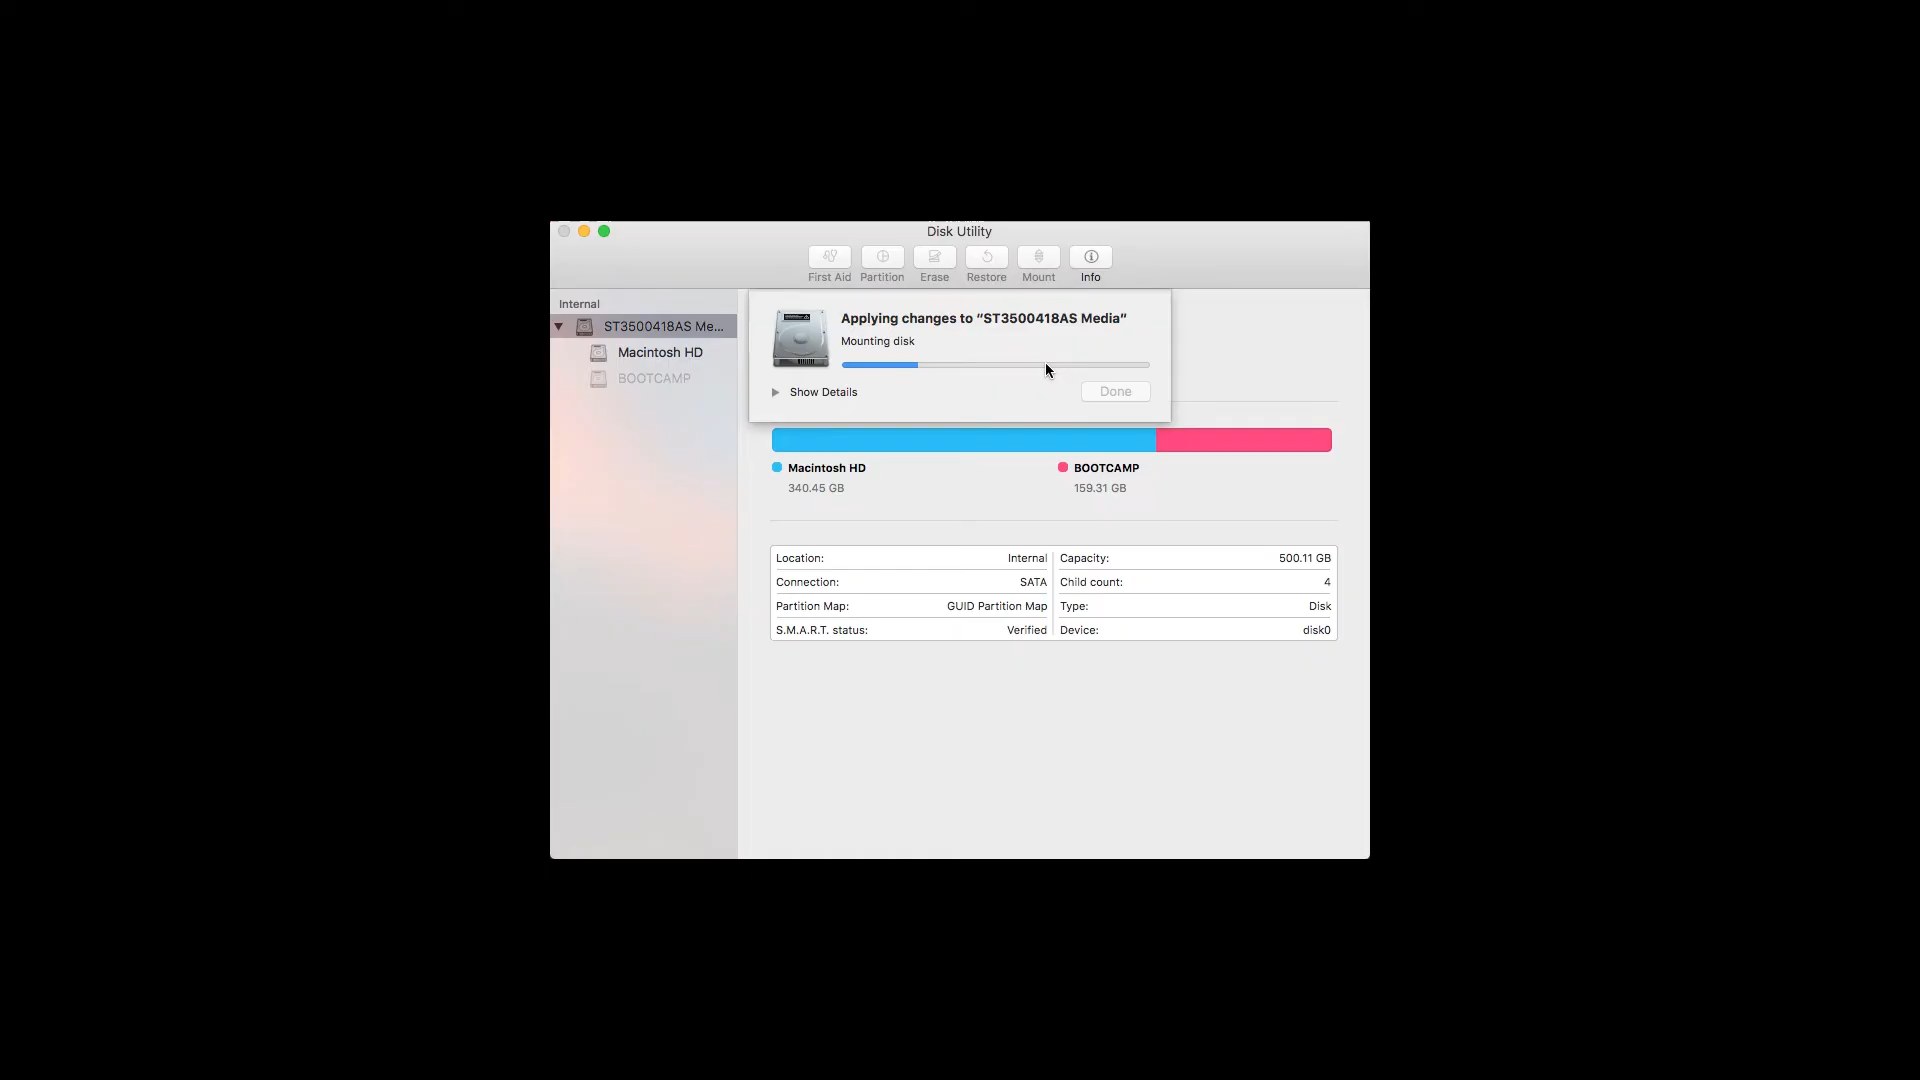 Disk Utility
First Aid
Partition
Erase
Restore
Mount
Info
Internal
ST3500418AS Me...
Macintosh HD
BOOTCAMP
Applying changes to “ST3500418AS Media”
Mounting disk
Show Details
Done
Macintosh HD
340.45 GB
BOOTCAMP
159.31 GB
Location: Internal
Connection: SATA
Partition Map: GUID Partition Map
S.M.A.R.T. status: Verified
Capacity: 500.11 GB
Child count: 4
Type: Disk
Device: disk0